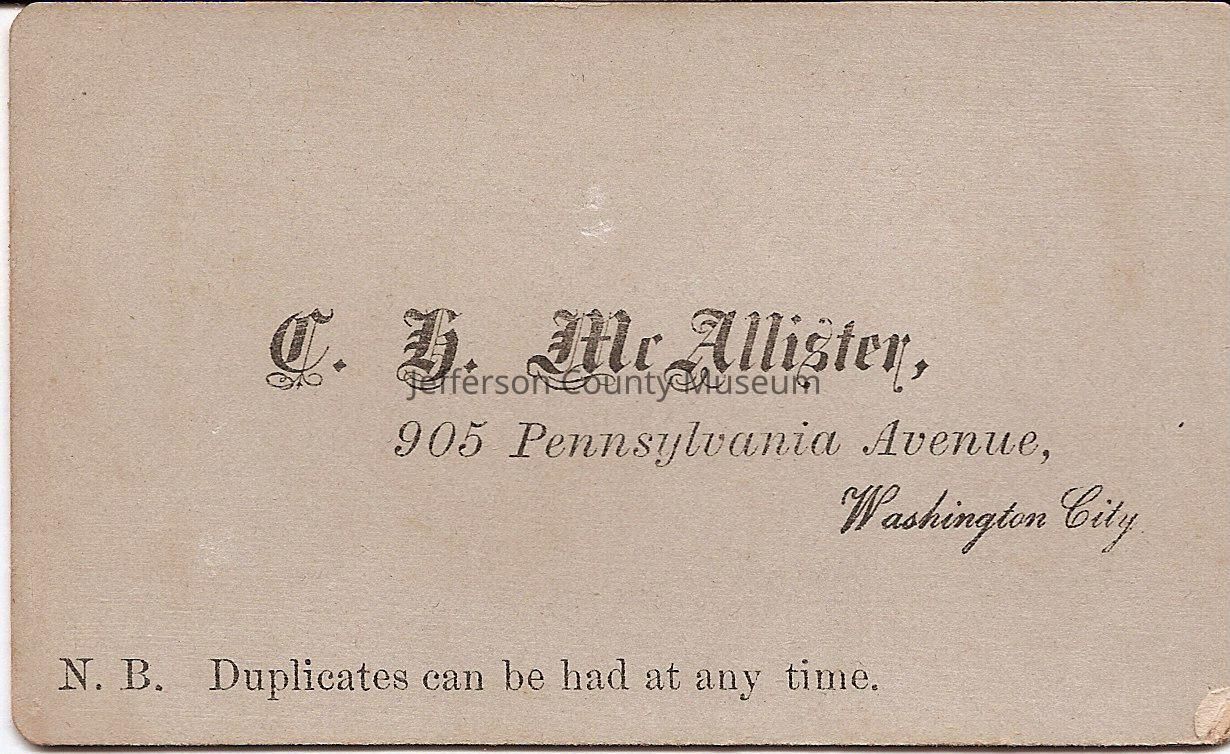 C. H. McAllister,
Jefferson County Museum
905 Pennsylvania Avenue,
Washington City
N. B. Duplicates can be had at any time.